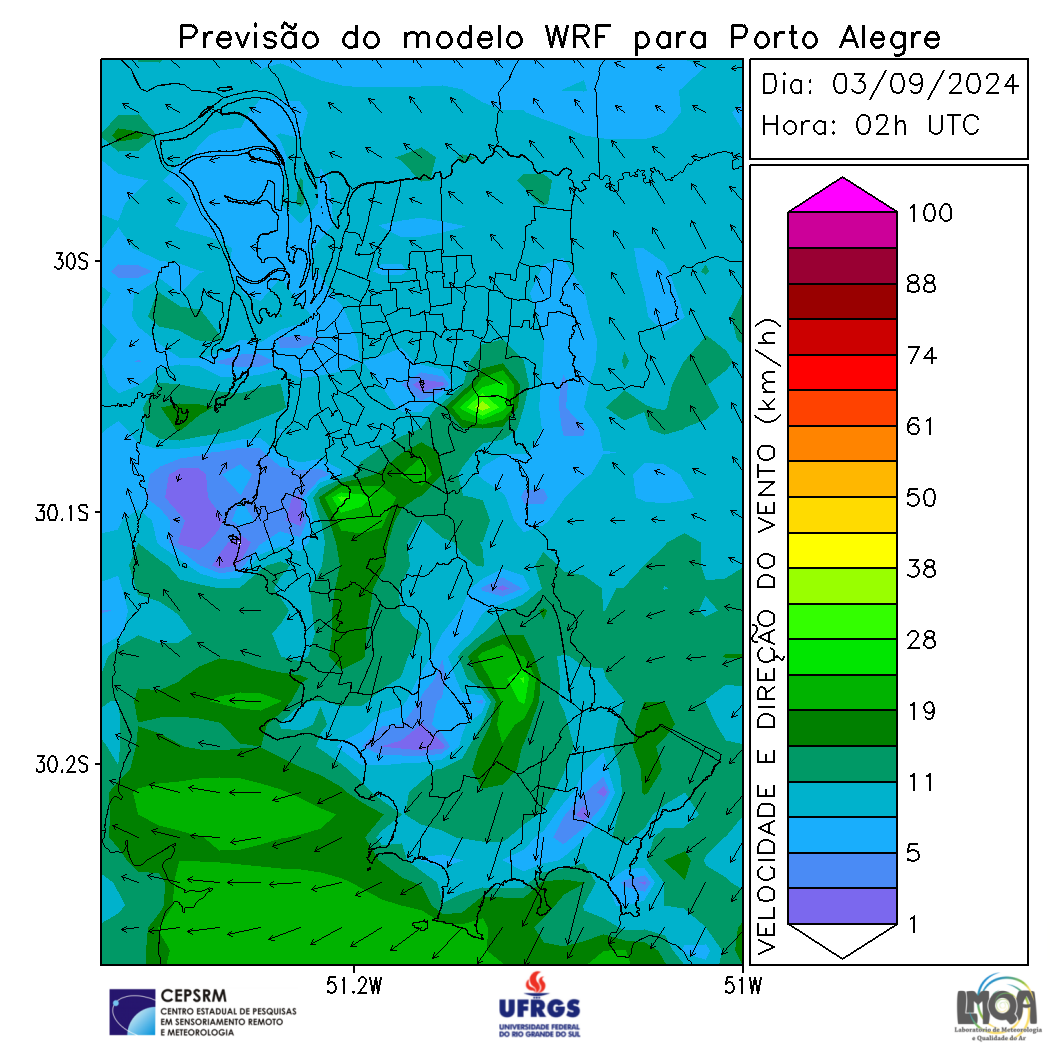 Previsão do modelo WRF para Porto Alegre
Dia: 03/09/2024
Hora: 02h UTC
30S
30.1S
30.2S
51.2W
51W
VELOCIDADE E DIREÇÃO DO VENTO (km/h)
100
88
74
61
50
38
28
19
11
5
1
CEPSRM
CENTRO ESTADUAL DE PESQUISAS
EM SENSORIAMENTO REMOTO
E METEOROLOGIA
UFRGS
UNIVERSIDADE FEDERAL
DO RIO GRANDE DO SUL
LMQA
Laboratório de Meteorologia
e Qualidade do Ar